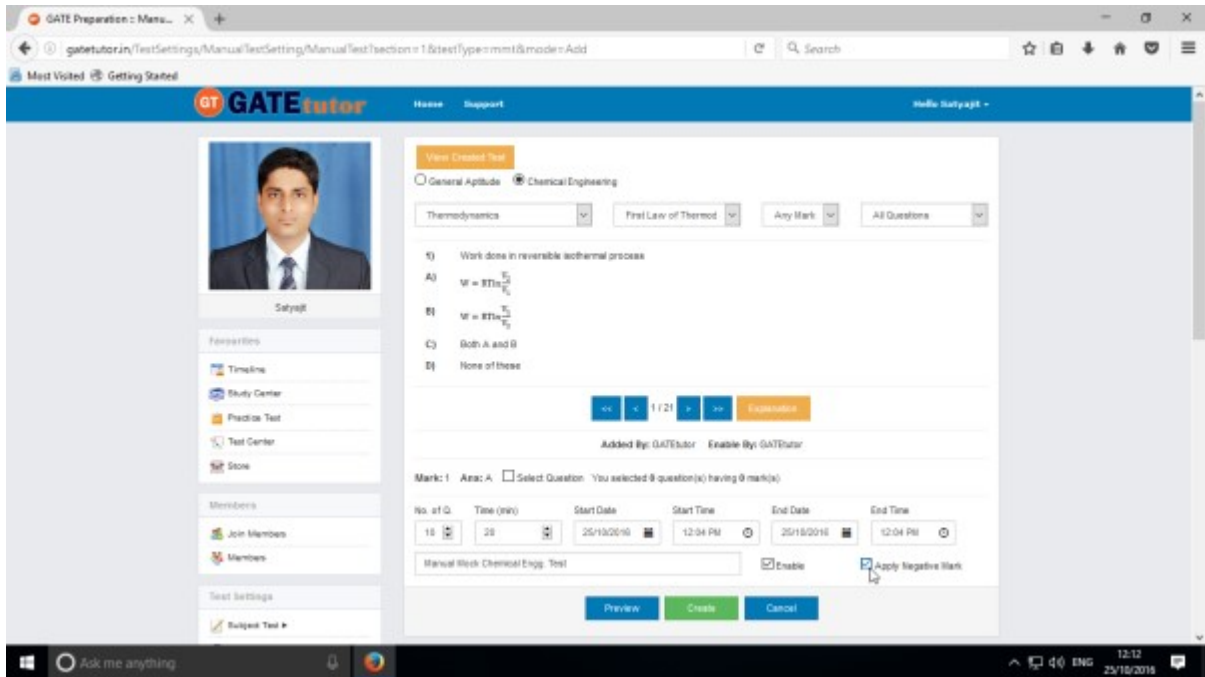 GATE Preparation :: Manu...
gatetutor.in/TestSettings/ManualTestSetting/ManualTest?section=1&testType=mmt&mode=Add
Search
Most Visited Getting Started
GT GATEtutor Home Support Hello Satyajit
View Created Test
General Aptitude Chemical Engineering
Thermodynamics First Law of Thermod Any Mark All Questions
1) Work done in reversible isothermal process
A) W = RTln
B) W = RTln
C) Both A and B
D) None of these
<< < 1 / 21 > >> Explanation
Added By: GATEtutor Enable By: GATEtutor
Mark: 1 Ans: A Select Question You selected 0 question(s) having 0 mark(s)
No. of Q. Time (min) Start Date Start Time End Date End Time
10 20 25/10/2016 12:04 PM 25/10/2016 12:04 PM
Manual Mock Chemical Engg. Test Enable Apply Negative Mark
Preview Create Cancel
Satyajit
Favourites
Timeline
Study Center
Practice Test
Test Center
Store
Members
Join Members
Members
Test Settings
Subject Test
Ask me anything
ENG
12:12
25/10/2016